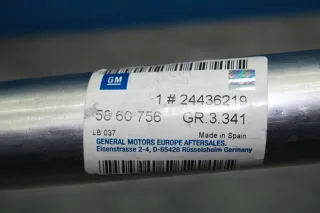 GM
1 # 24436219
58 60 756 GR.3.341
LB 037 Made in Spain
GENERAL MOTORS EUROPE AFTERSALES.
Eisenstrasse 2-4, D-65428 Rüsselsheim Germany